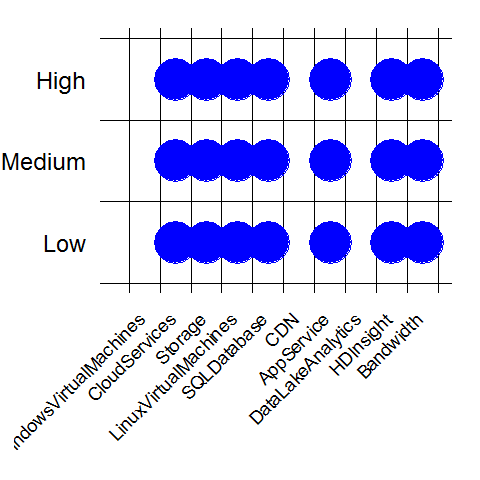 High
Medium
Low
ndowsVirtualMachines
CloudServices
Storage
LinuxVirtualMachines
SQLDatabase
CDN
AppService
DataLakeAnalytics
HDInsight
Bandwidth